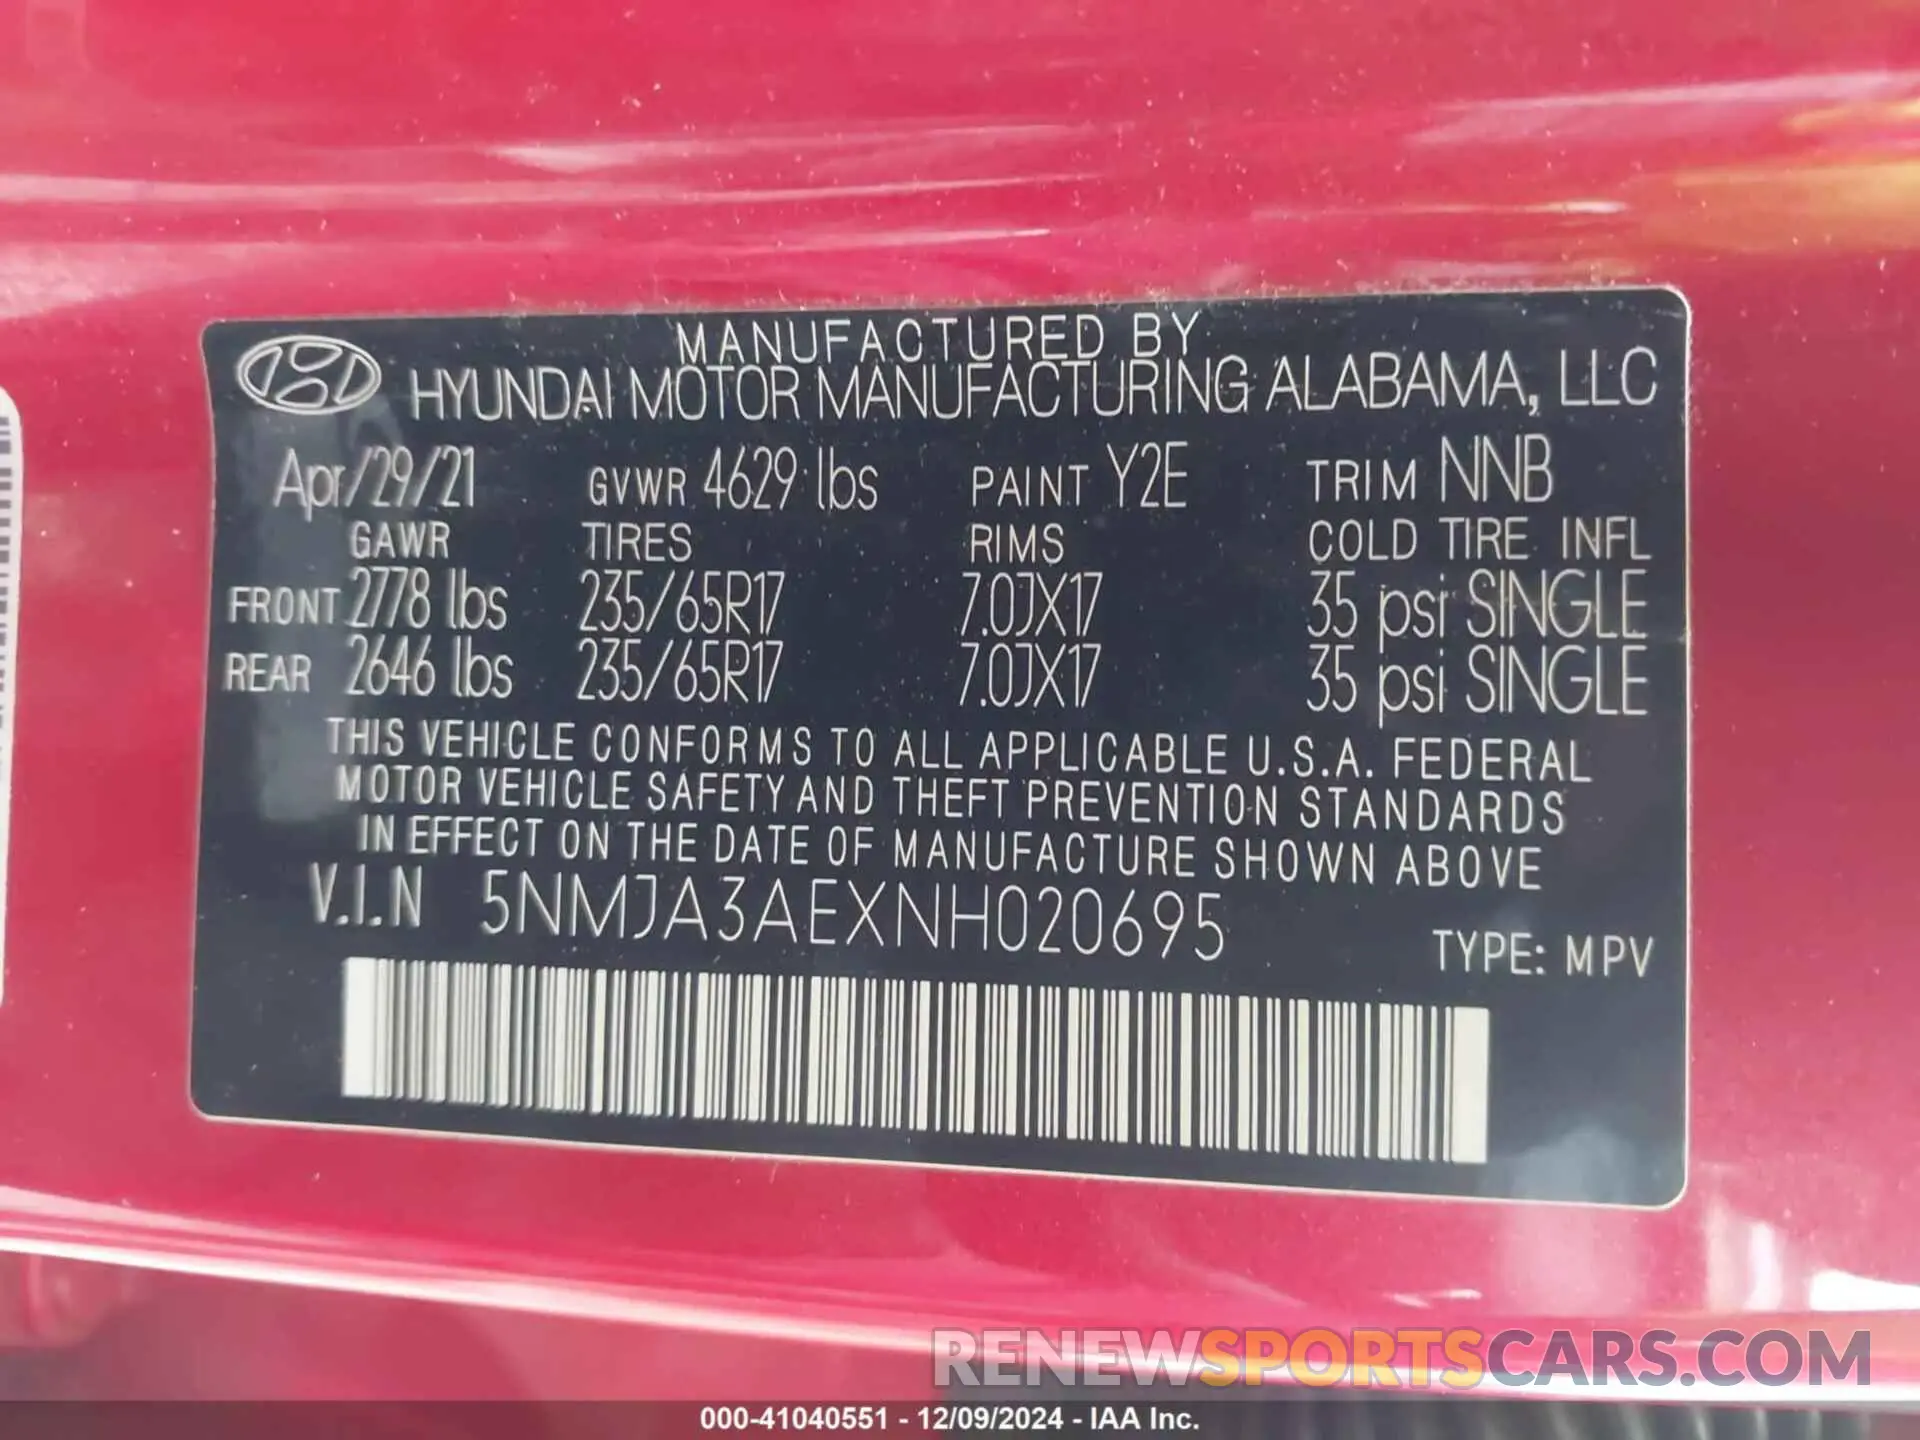 MANUFACTURED BY
HYUNDAI MOTOR MANUFACTURING ALABAMA, LLC
Apr/29/21 GVWR 4629 lbs PAINT Y2E TRIM NNB
GAWR TIRES RIMS COLD TIRE INFL
FRONT 2778 lbs 235/65R17 7.0JX17 35 psi SINGLE
REAR 2646 lbs 235/65R17 7.0JX17 35 psi SINGLE
THIS VEHICLE CONFORMS TO ALL APPLICABLE U.S.A. FEDERAL
MOTOR VEHICLE SAFETY AND THEFT PREVENTION STANDARDS
IN EFFECT ON THE DATE OF MANUFACTURE SHOWN ABOVE
V.I.N 5NMJA3AEXNH020695
TYPE: MPV
RENEWSPORTSCARS.COM
000-41040551 - 12/09/2024 - IAA Inc.